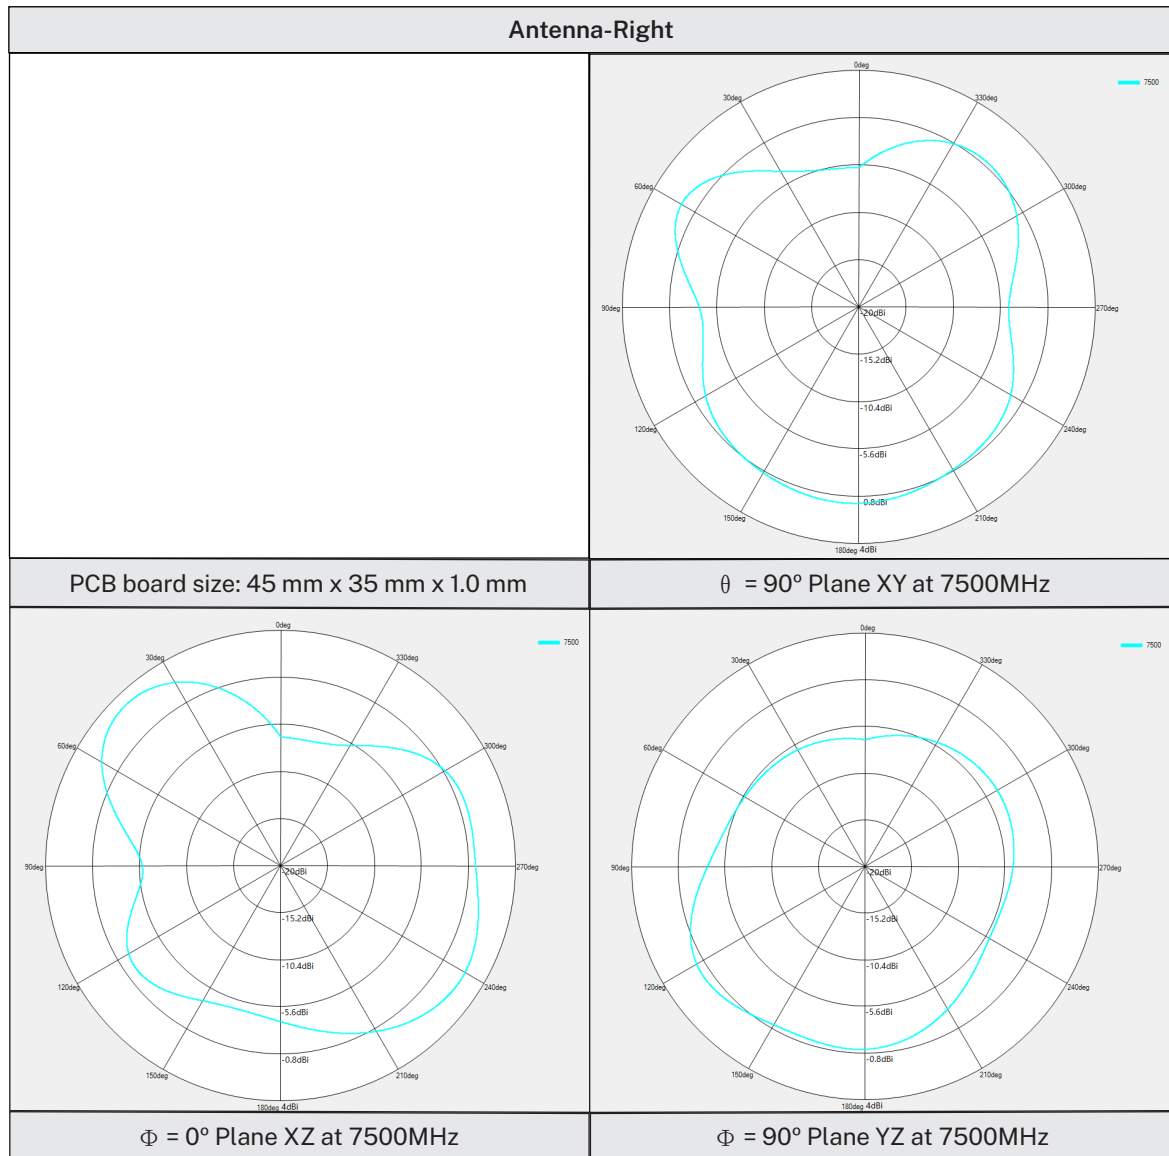 Antenna-Right
0deg
7500
30deg
330deg
60deg
300deg
90deg
-20dBi
270deg
-15.2dBi
-10.4dBi
120deg
240deg
-5.6dBi
-0.8dBi
150deg
210deg
180deg 4dBi
PCB board size: 45 mm x 35 mm x 1.0 mm
θ = 90º Plane XY at 7500MHz
0deg
7500
30deg
330deg
60deg
300deg
90deg
-20dBi
270deg
-15.2dBi
-10.4dBi
120deg
240deg
-5.6dBi
-0.8dBi
150deg
210deg
180deg 4dBi
0deg
7500
30deg
330deg
60deg
300deg
90deg
-20dBi
270deg
-15.2dBi
-10.4dBi
120deg
240deg
-5.6dBi
-0.8dBi
150deg
210deg
180deg 4dBi
Φ = 0º Plane XZ at 7500MHz
Φ = 90º Plane YZ at 7500MHz